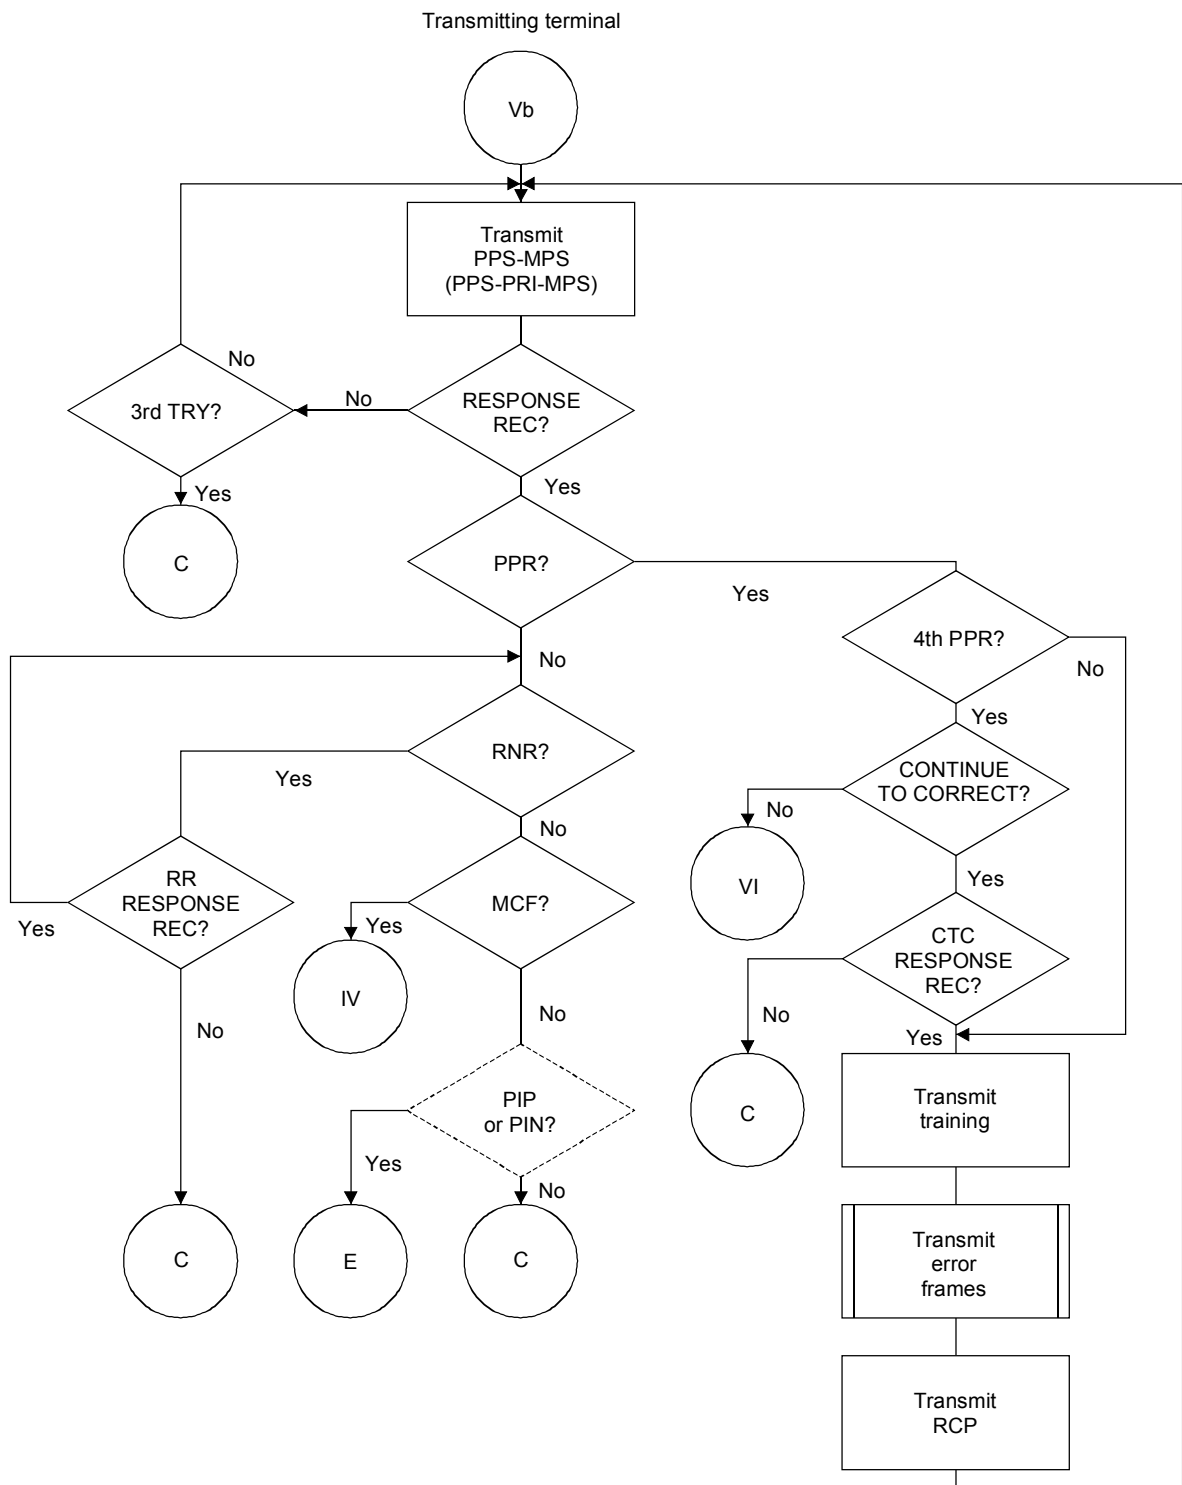 Transmitting terminal
Vb
Transmit
PPS-MPS
(PPS-PRI-MPS)
No
3rd TRY?
No
RESPONSE
REC?
Yes
Yes
C
PPR?
Yes
4th PPR?
No
No
Yes
RNR?
Yes
CONTINUE
TO CORRECT?
No
No
Yes
VI
RR
RESPONSE
REC?
Yes
MCF?
Yes
CTC
RESPONSE
REC?
IV
No
No
No
Yes
C
Transmit
training
PIP
or PIN?
Yes
No
C
E
C
Transmit
error
frames
Transmit
RCP